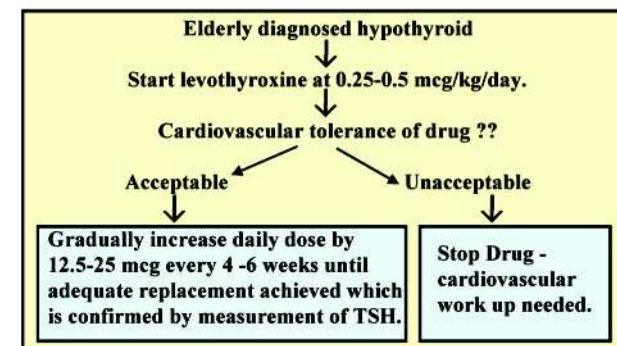 Elderly diagnosed hypothyroid
Start levothyroxine at 0.25-0.5 mcg/kg/day.
Cardiovascular tolerance of drug ??
Acceptable
Unacceptable
Gradually increase daily dose by
12.5-25 mcg every 4 -6 weeks until
adequate replacement achieved which
is confirmed by measurement of TSH.
Stop Drug -
cardiovascular
work up needed.